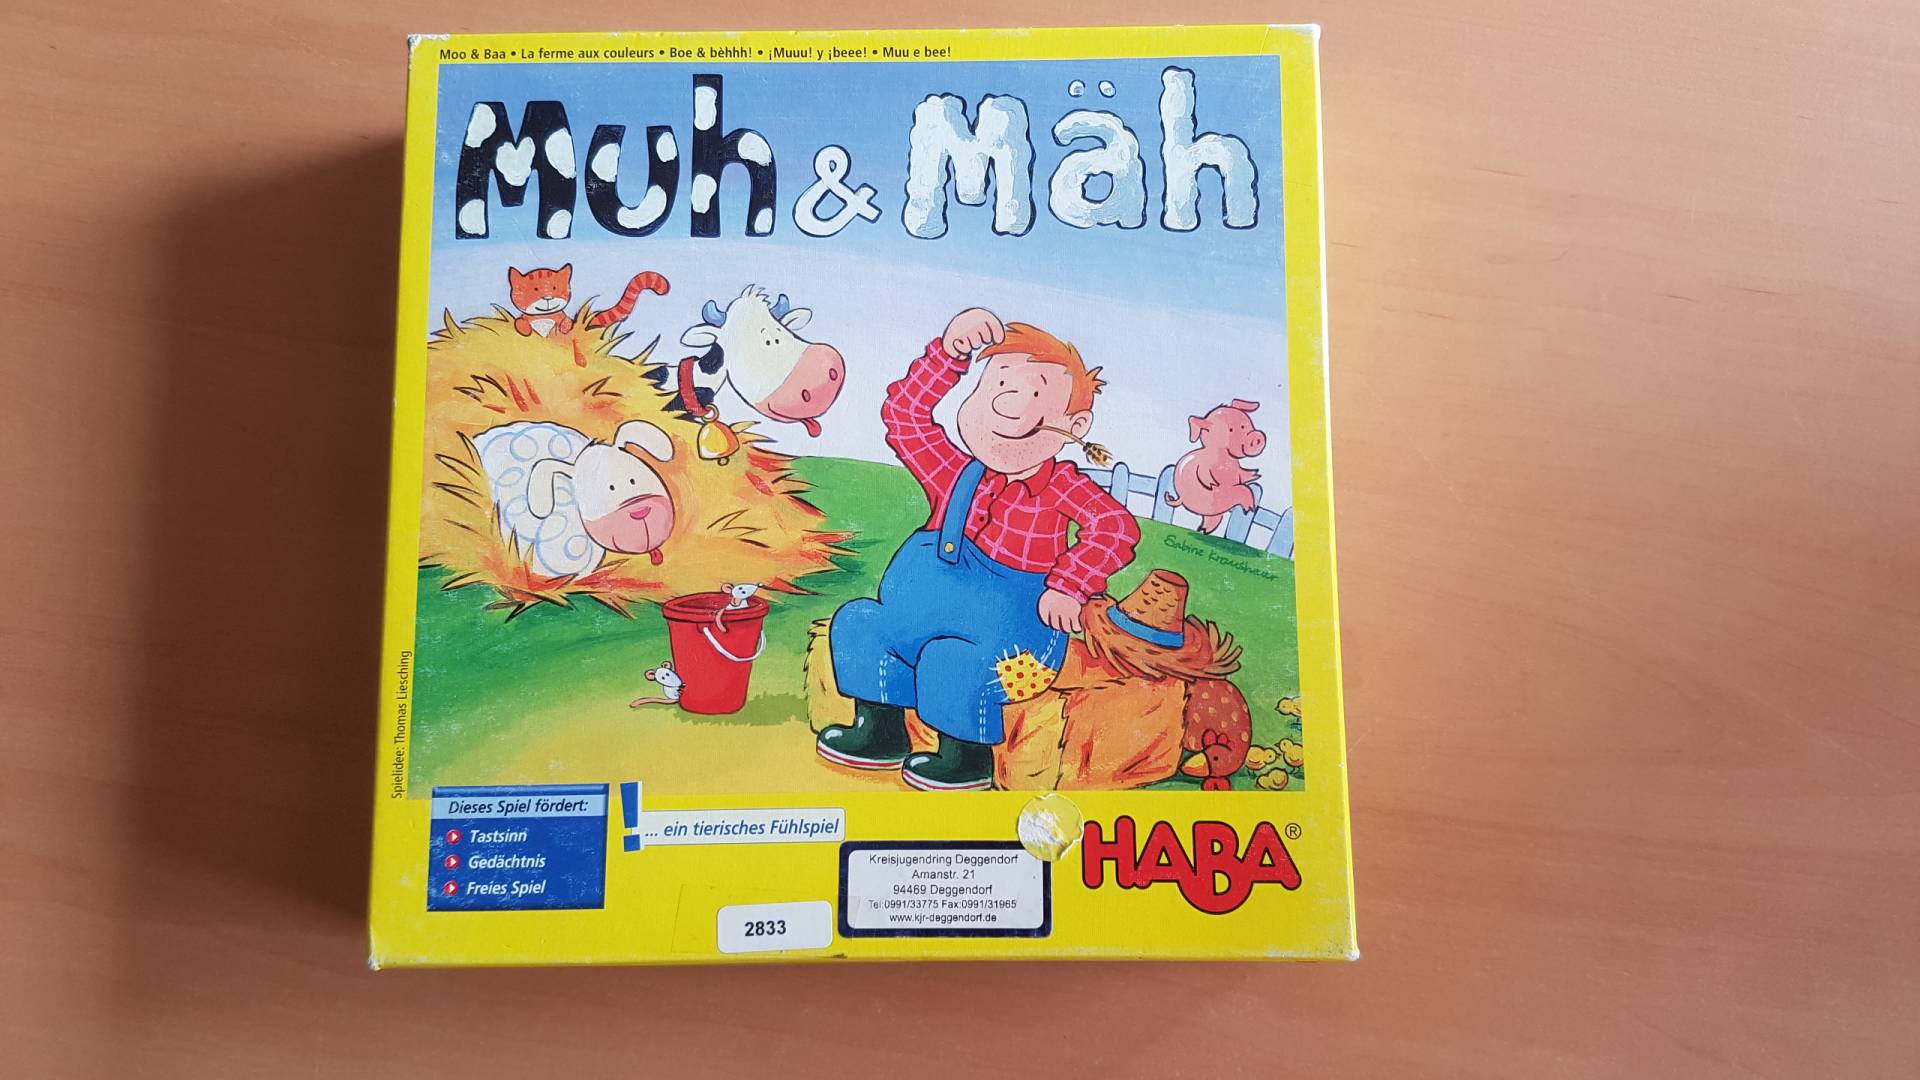 Moo & Baa • La ferme aux couleurs • Boe & bèhhh! • ¡Muuu! y ¡beee! • Muu e bee!
Muh & Mäh
Sabine Kraushaar
Spielidee: Thomas Liesching
Dieses Spiel fördert:
Tastsinn
Gedächtnis
Freies Spiel
! ... ein tierisches Fühlspiel
HABA®
Kreisjugendring Deggendorf
Amanstr. 21
94469 Deggendorf
Tel:0991/33775 Fax:0991/31965
www.kjr-deggendorf.de
2833